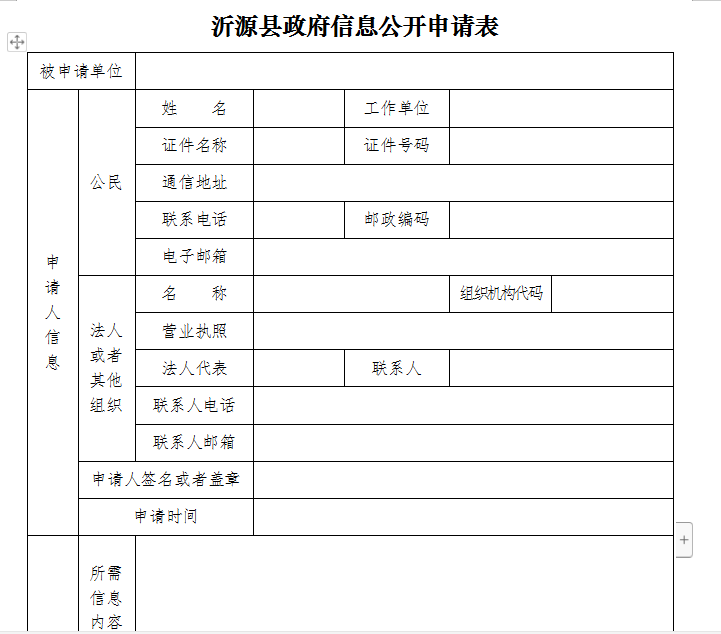 沂源县政府信息公开申请表
被申请单位
申请人信息
公民
姓 名
工作单位
证件名称
证件号码
通信地址
联系电话
邮政编码
电子邮箱
法人或者其他组织
名 称
组织机构代码
营业执照
法人代表
联系人
联系人电话
联系人邮箱
申请人签名或者盖章
申请时间
所需信息内容